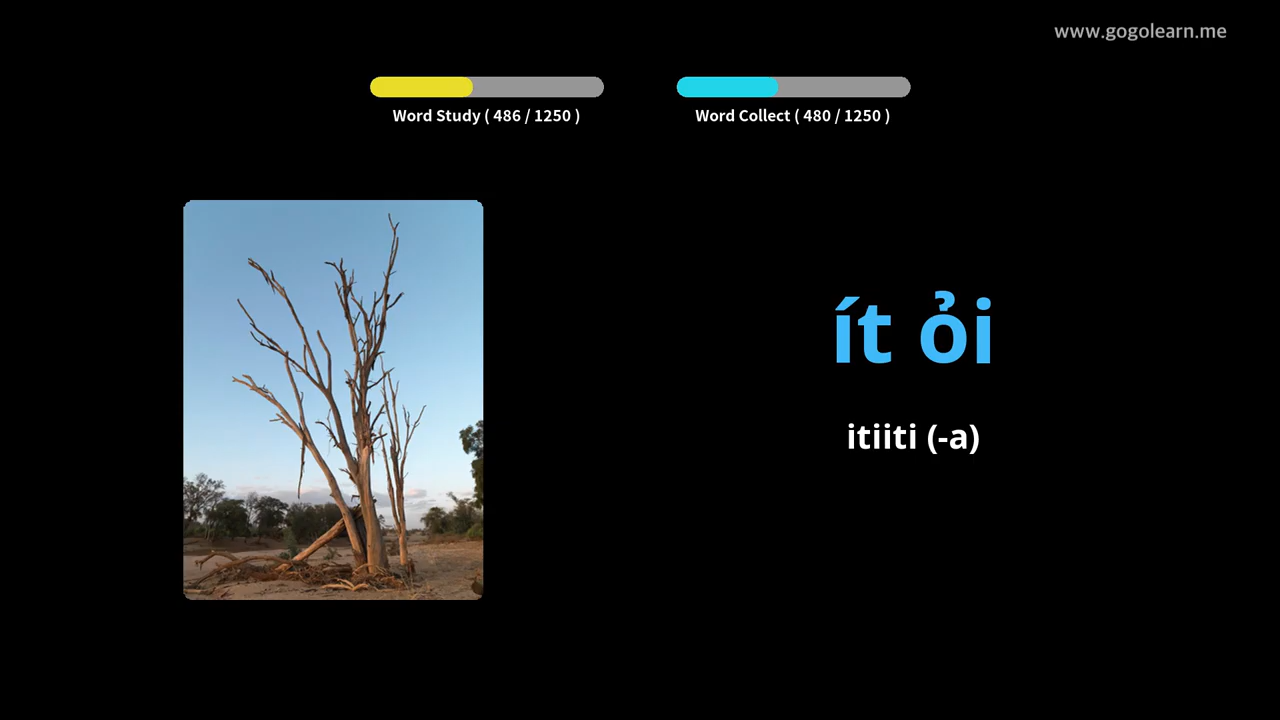 www.gogolearn.me
Word Study ( 486 / 1250 )
Word Collect ( 480 / 1250 )
ít ỏi
itiiti (-a)